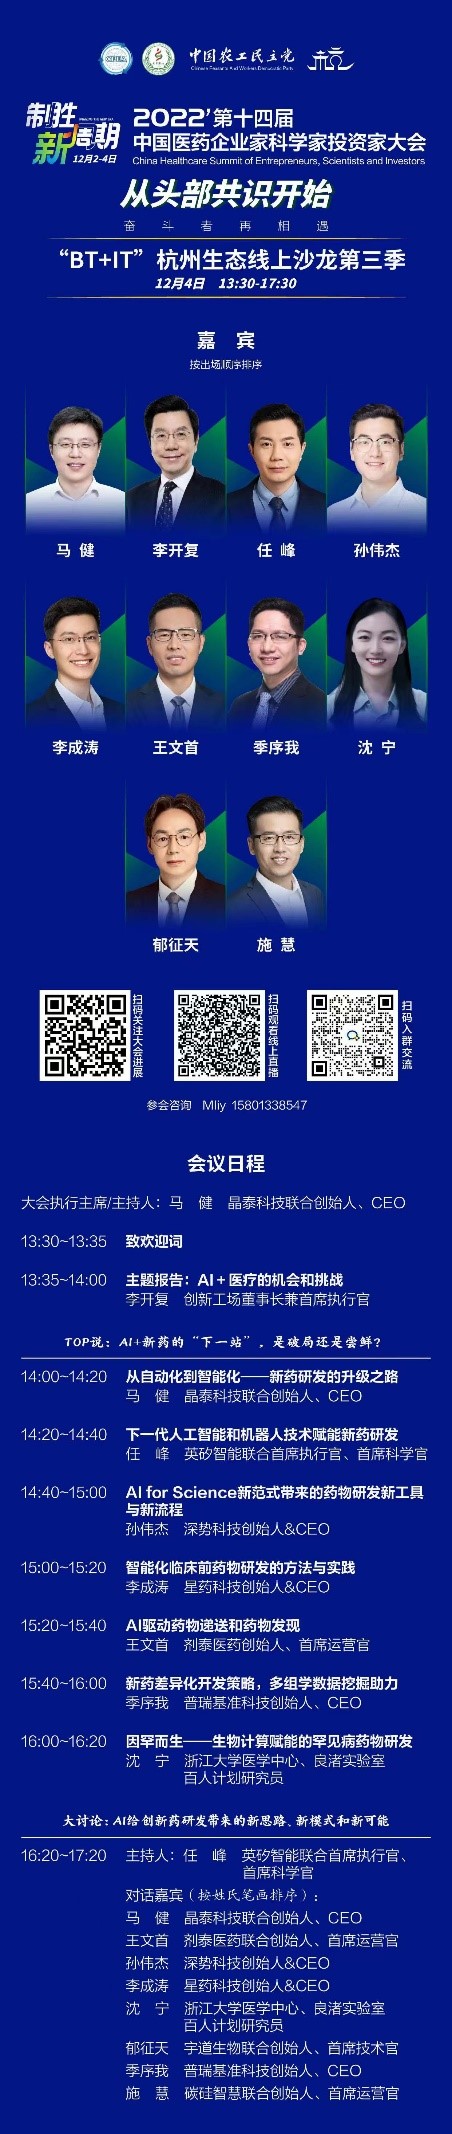 中国农工民主党
Chinese Peasants And Workers Democratic Party
制胜
新周期
12月2-4日
2022'第十四届
中国医药企业家科学家投资家大会
China Healthcare Summit of Entrepreneurs, Scientists and Investors
从头部共识开始
奋斗者再相遇
“BT+IT”杭州生态线上沙龙第三季
12月4日 13:30-17:30
嘉 宾
按出场顺序排序
马 健 李开复 任 峰 孙伟杰
李成涛 王文首 季序我 沈 宁
郁征天 施 慧
扫码关注大会进展
扫码观看线上直播
扫码入群交流
参会咨询 Mliy 15801338547
会议日程
大会执行主席/主持人：马 健 晶泰科技联合创始人、CEO
13:30~13:35 致欢迎词
13:35~14:00 主题报告：AI＋医疗的机会和挑战
李开复 创新工场董事长兼首席执行官
TOP说：AI+新药的“下一站”，是破局还是尝鲜？
14:00~14:20 从自动化到智能化——新药研发的升级之路
马 健 晶泰科技联合创始人、CEO
14:20~14:40 下一代人工智能和机器人技术赋能新药研发
任 峰 英矽智能联合首席执行官、首席科学官
14:40~15:00 AI for Science新范式带来的药物研发新工具
与新流程
孙伟杰 深势科技创始人&CEO
15:00~15:20 智能化临床前药物研发的方法与实践
李成涛 星药科技创始人&CEO
15:20~15:40 AI驱动药物递送和药物发现
王文首 剂泰医药创始人、首席运营官
15:40~16:00 新药差异化开发策略，多组学数据挖掘助力
季序我 普瑞基准科技创始人、CEO
16:00~16:20 因罕而生——生物计算赋能的罕见病药物研发
沈 宁 浙江大学医学中心、良渚实验室
百人计划研究员
大讨论：AI给创新药研发带来的新思路、新模式和新可能
16:20~17:20 主持人：任 峰 英矽智能联合首席执行官、
首席科学官
对话嘉宾（按姓氏笔画排序）：
马 健 晶泰科技联合创始人、CEO
王文首 剂泰医药联合创始人、首席运营官
孙伟杰 深势科技创始人&CEO
李成涛 星药科技创始人&CEO
沈 宁 浙江大学医学中心、良渚实验室
百人计划研究员
郁征天 宇道生物联合创始人、首席技术官
季序我 普瑞基准科技创始人、CEO
施 慧 碳硅智慧联合创始人、首席运营官